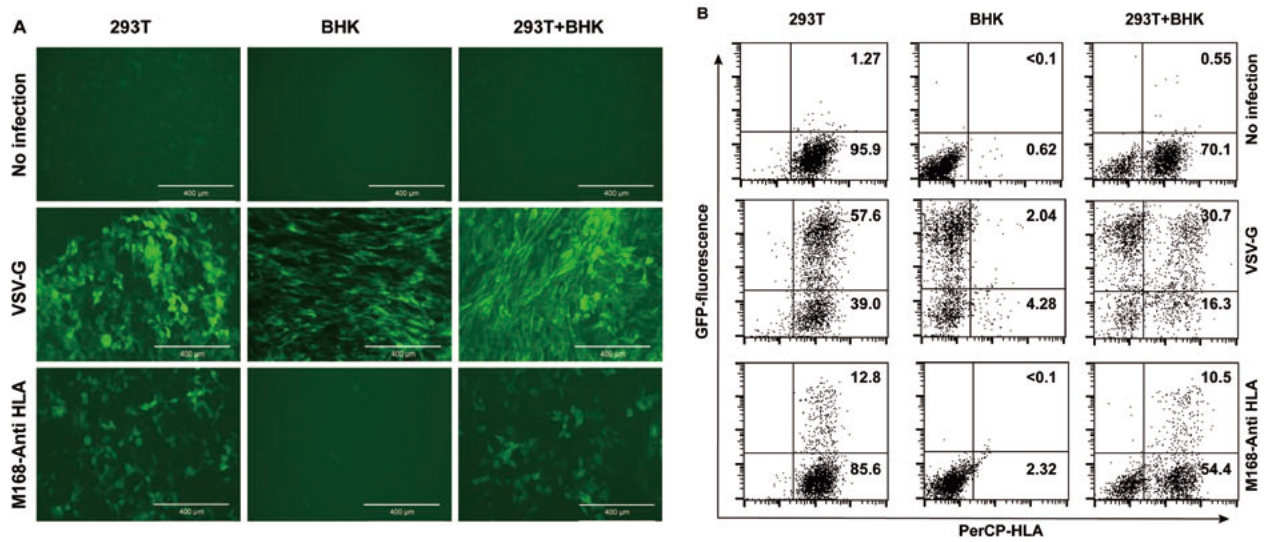 A
293T
BHK
293T+BHK
No infection
400 µm
400 µm
400 µm
VSV-G
400 µm
400 µm
400 µm
M168-Anti HLA
400 µm
400 µm
400 µm
B
293T
BHK
293T+BHK
1.27
<0.1
0.55
95.9
0.62
70.1
No infection
57.6
2.04
30.7
39.0
4.28
16.3
VSV-G
12.8
<0.1
10.5
85.6
2.32
54.4
M168-Anti HLA
GFP-fluorescence
PerCP-HLA